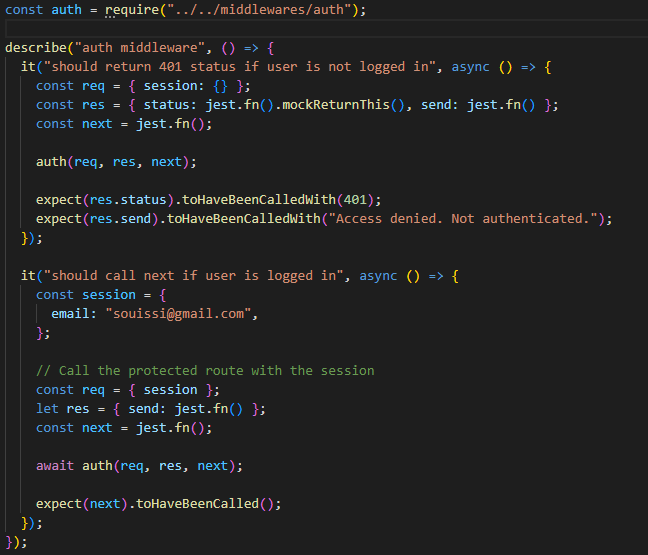 const auth = require("../../middlewares/auth");
describe("auth middleware", () => {
it("should return 401 status if user is not logged in", async () => {
const req = { session: {} };
const res = { status: jest.fn().mockReturnThis(), send: jest.fn() };
const next = jest.fn();
auth(req, res, next);
expect(res.status).toHaveBeenCalledWith(401);
expect(res.send).toHaveBeenCalledWith("Access denied. Not authenticated.");
});
it("should call next if user is logged in", async () => {
const session = {
email: "souissi@gmail.com",
};
// Call the protected route with the session
const req = { session };
let res = { send: jest.fn() };
const next = jest.fn();
await auth(req, res, next);
expect(next).toHaveBeenCalled();
});
});